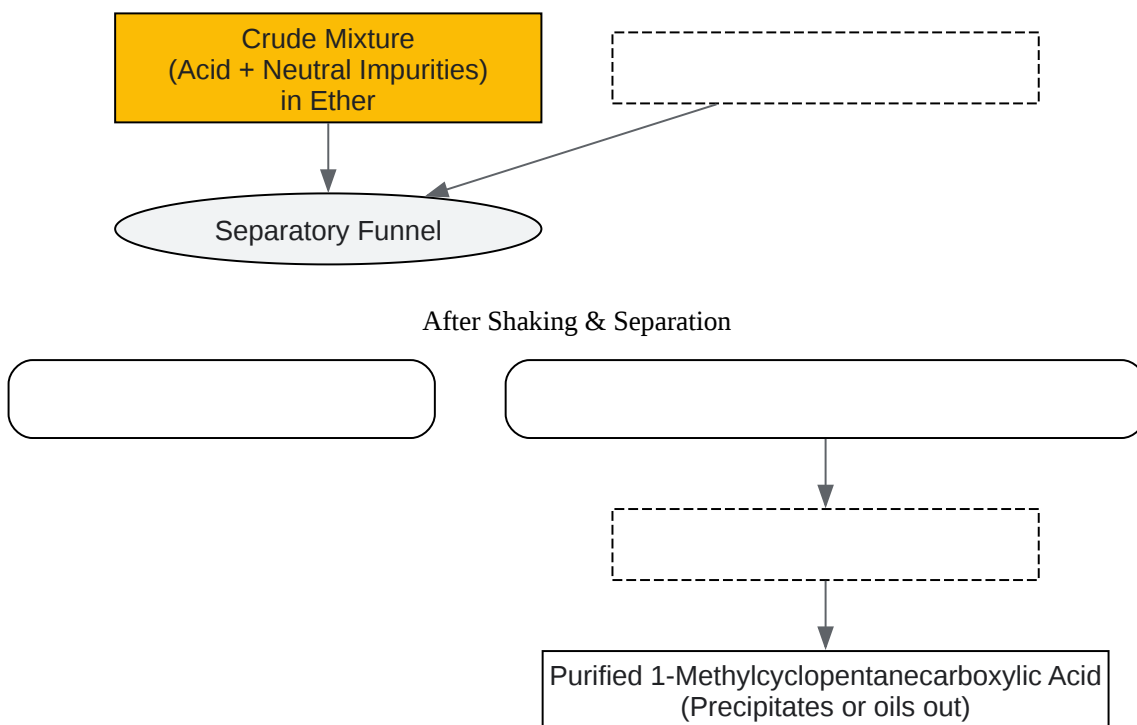 Crude Mixture
(Acid + Neutral Impurities)
in Ether
Separatory Funnel
After Shaking & Separation
Purified 1-Methylcyclopentanecarboxylic Acid
(Precipitates or oils out)